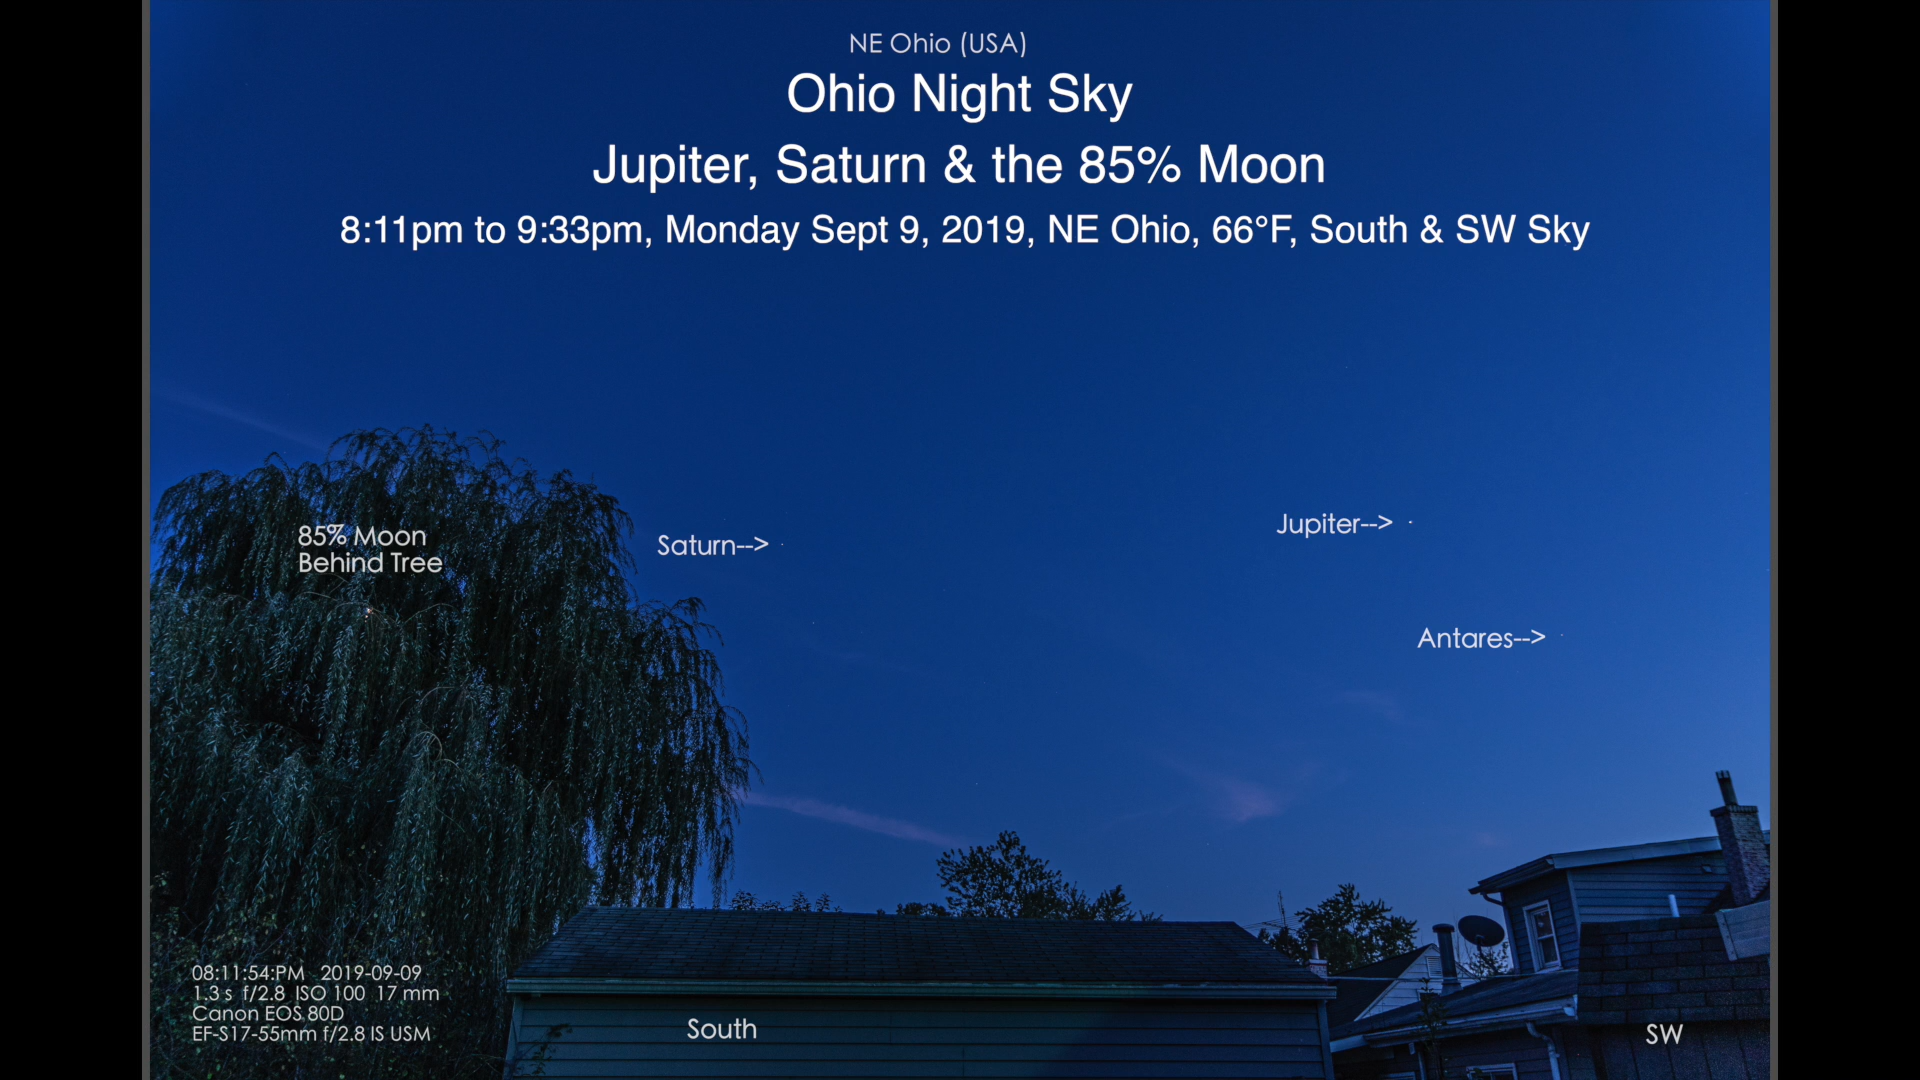 NE Ohio (USA)
Ohio Night Sky
Jupiter, Saturn & the 85% Moon
8:11pm to 9:33pm, Monday Sept 9, 2019, NE Ohio, 66°F, South & SW Sky
85% Moon
Behind Tree
Saturn-->
Jupiter-->
Antares-->
08:11:54:PM 2019-09-09
1.3 s f/2.8 ISO 100 17 mm
Canon EOS 80D
EF-S17-55mm f/2.8 IS USM
South
SW